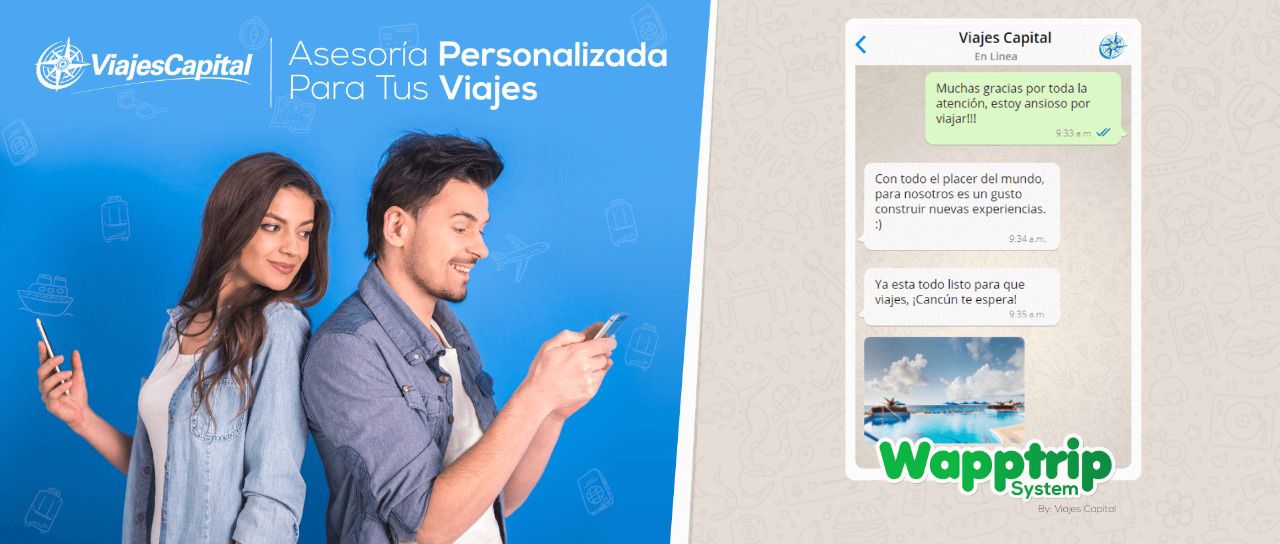 ViajesCapital
Asesoría Personalizada
Para Tus Viajes
Viajes Capital
En Linea
Muchas gracias por toda la
atención, estoy ansioso por
viajar!!!
9:33 a.m.
Con todo el placer del mundo,
para nosotros es un gusto
construir nuevas experiencias.
:)
9:34 a.m.
Ya esta todo listo para que
viajes, ¡Cancún te espera!
9:35 a.m.
Wapptrip
System
By: Viajes Capital